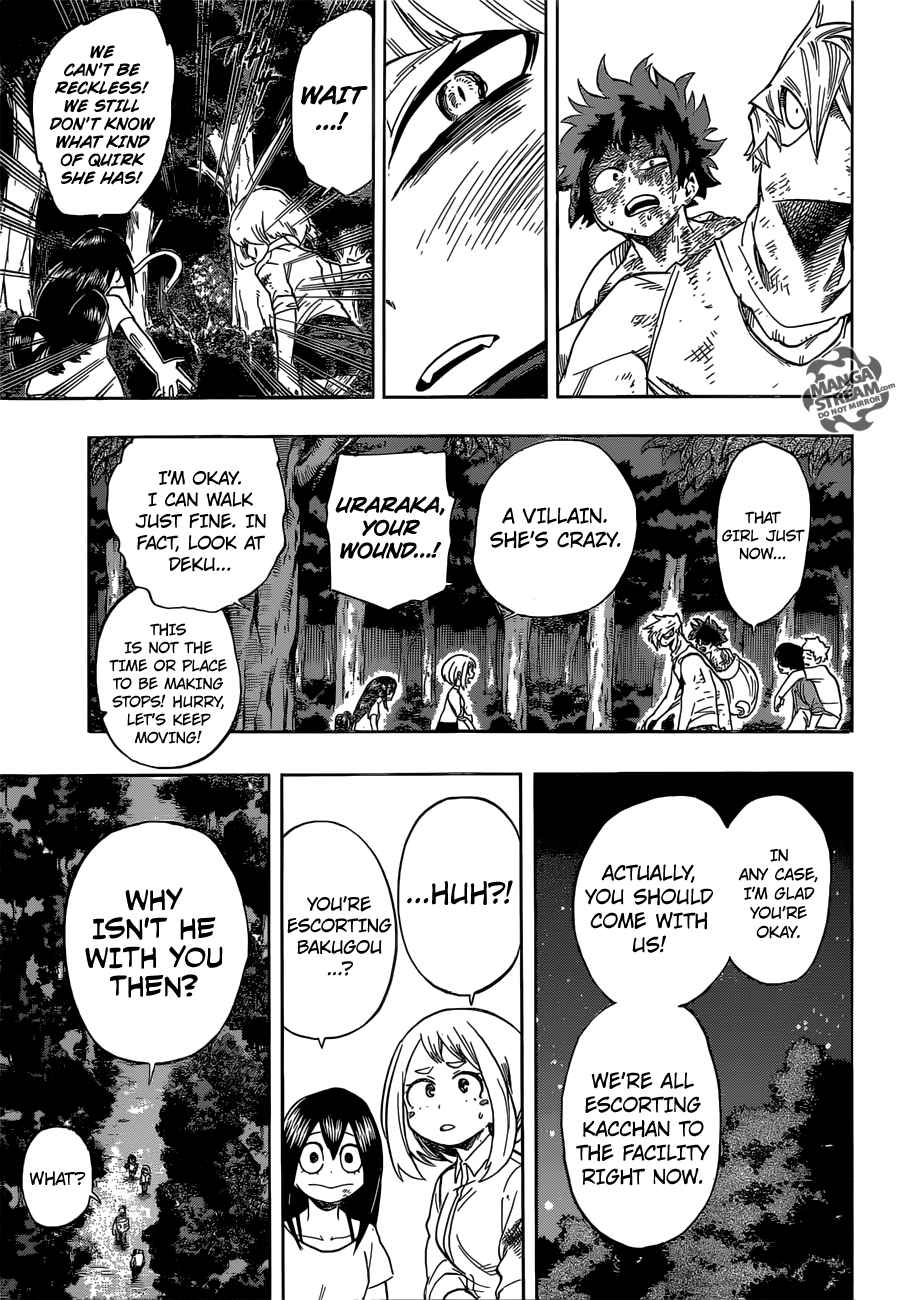 WAIT
...!
WE
CAN'T BE
RECKLESS!
WE STILL
DON'T KNOW
WHAT KIND
OF QUIRK
SHE HAS!
MANGA
STREAM.com
DO NOT MIRROR
THAT
GIRL JUST
NOW...
A VILLAIN.
SHE'S CRAZY.
URARAKA,
YOUR
WOUND...!
I'M OKAY.
I CAN WALK
JUST FINE. IN
FACT, LOOK AT
DEKU...
THIS
IS NOT THE
TIME OR PLACE
TO BE MAKING
STOPS! HURRY,
LET'S KEEP
MOVING!
IN
ANY CASE,
I'M GLAD
YOU'RE
OKAY.
ACTUALLY,
YOU SHOULD
COME WITH
US!
WE'RE ALL
ESCORTING
KACCHAN TO
THE FACILITY
RIGHT NOW.
...HUH?!
YOU'RE
ESCORTING
BAKUGOU
...?
WHY
ISN'T HE
WITH YOU
THEN?
WHAT?